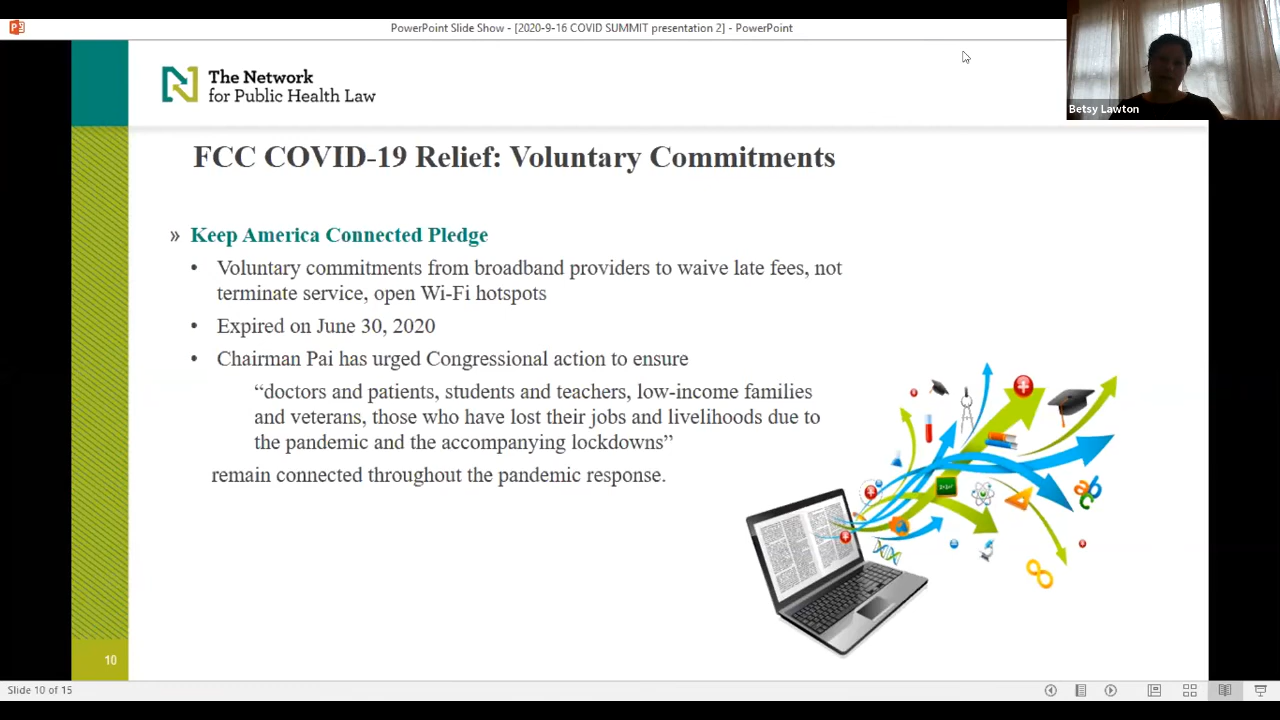 PowerPoint Slide Show - [2020-9-16 COVID SUMMIT presentation 2] - PowerPoint
Betsy Lawton
The Network
for Public Health Law
FCC COVID-19 Relief: Voluntary Commitments
» Keep America Connected Pledge
• Voluntary commitments from broadband providers to waive late fees, not
terminate service, open Wi-Fi hotspots
• Expired on June 30, 2020
• Chairman Pai has urged Congressional action to ensure
“doctors and patients, students and teachers, low-income families
and veterans, those who have lost their jobs and livelihoods due to
the pandemic and the accompanying lockdowns”
remain connected throughout the pandemic response.
abc
10
Slide 10 of 15